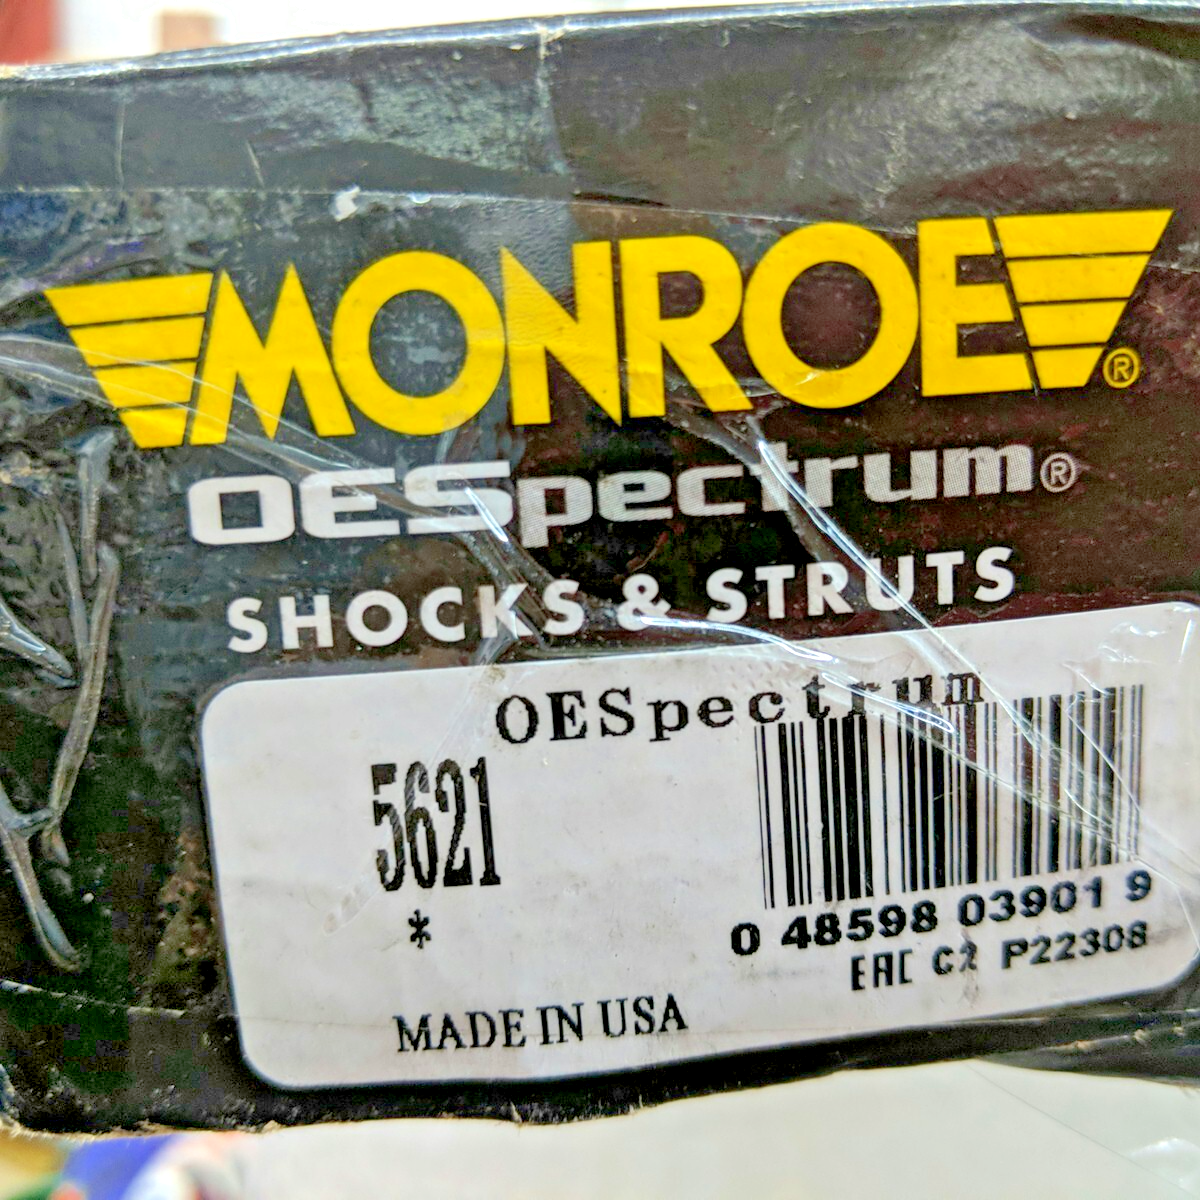 MONROE®
OESpectrum®
SHOCKS & STRUTS
OESpectrum
5621
*
0 48598 03901 9
EAC C2 P22308
MADE IN USA